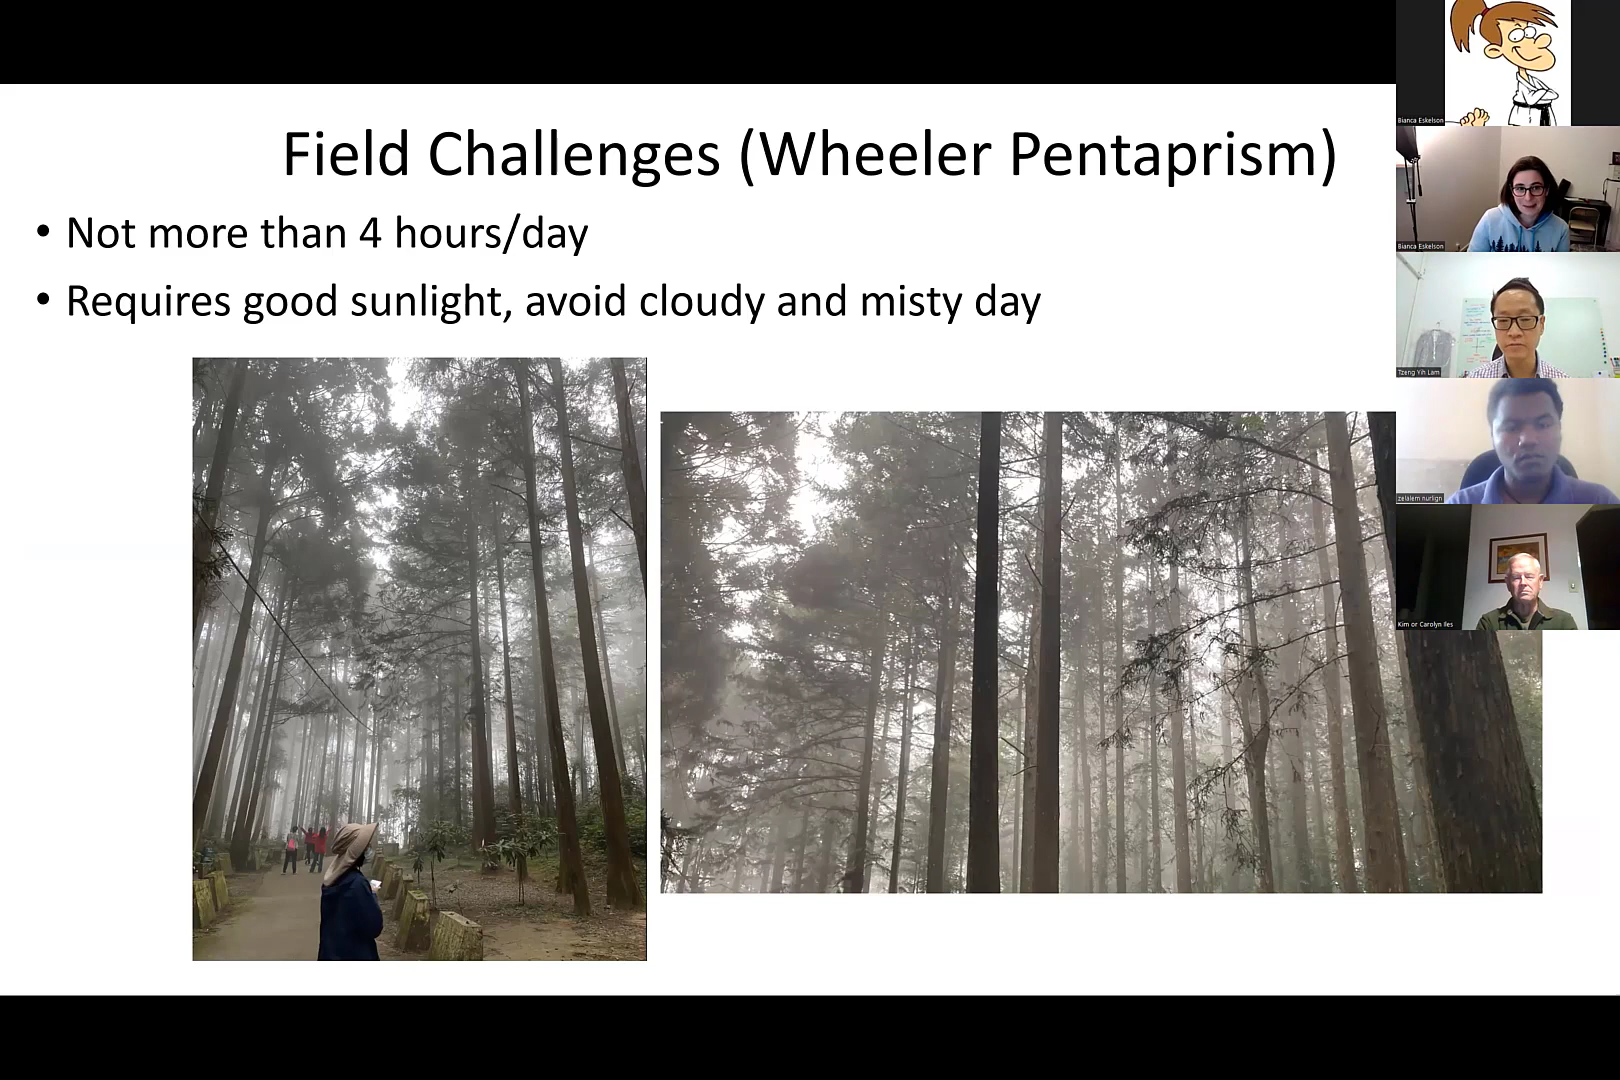 Field Challenges (Wheeler Pentaprism)
• Not more than 4 hours/day
• Requires good sunlight, avoid cloudy and misty day
Bianca Eskelson
Bianca Eskelson
Tzeng Yih Lam
zelalem nurlign
Kim or Carolyn Iles